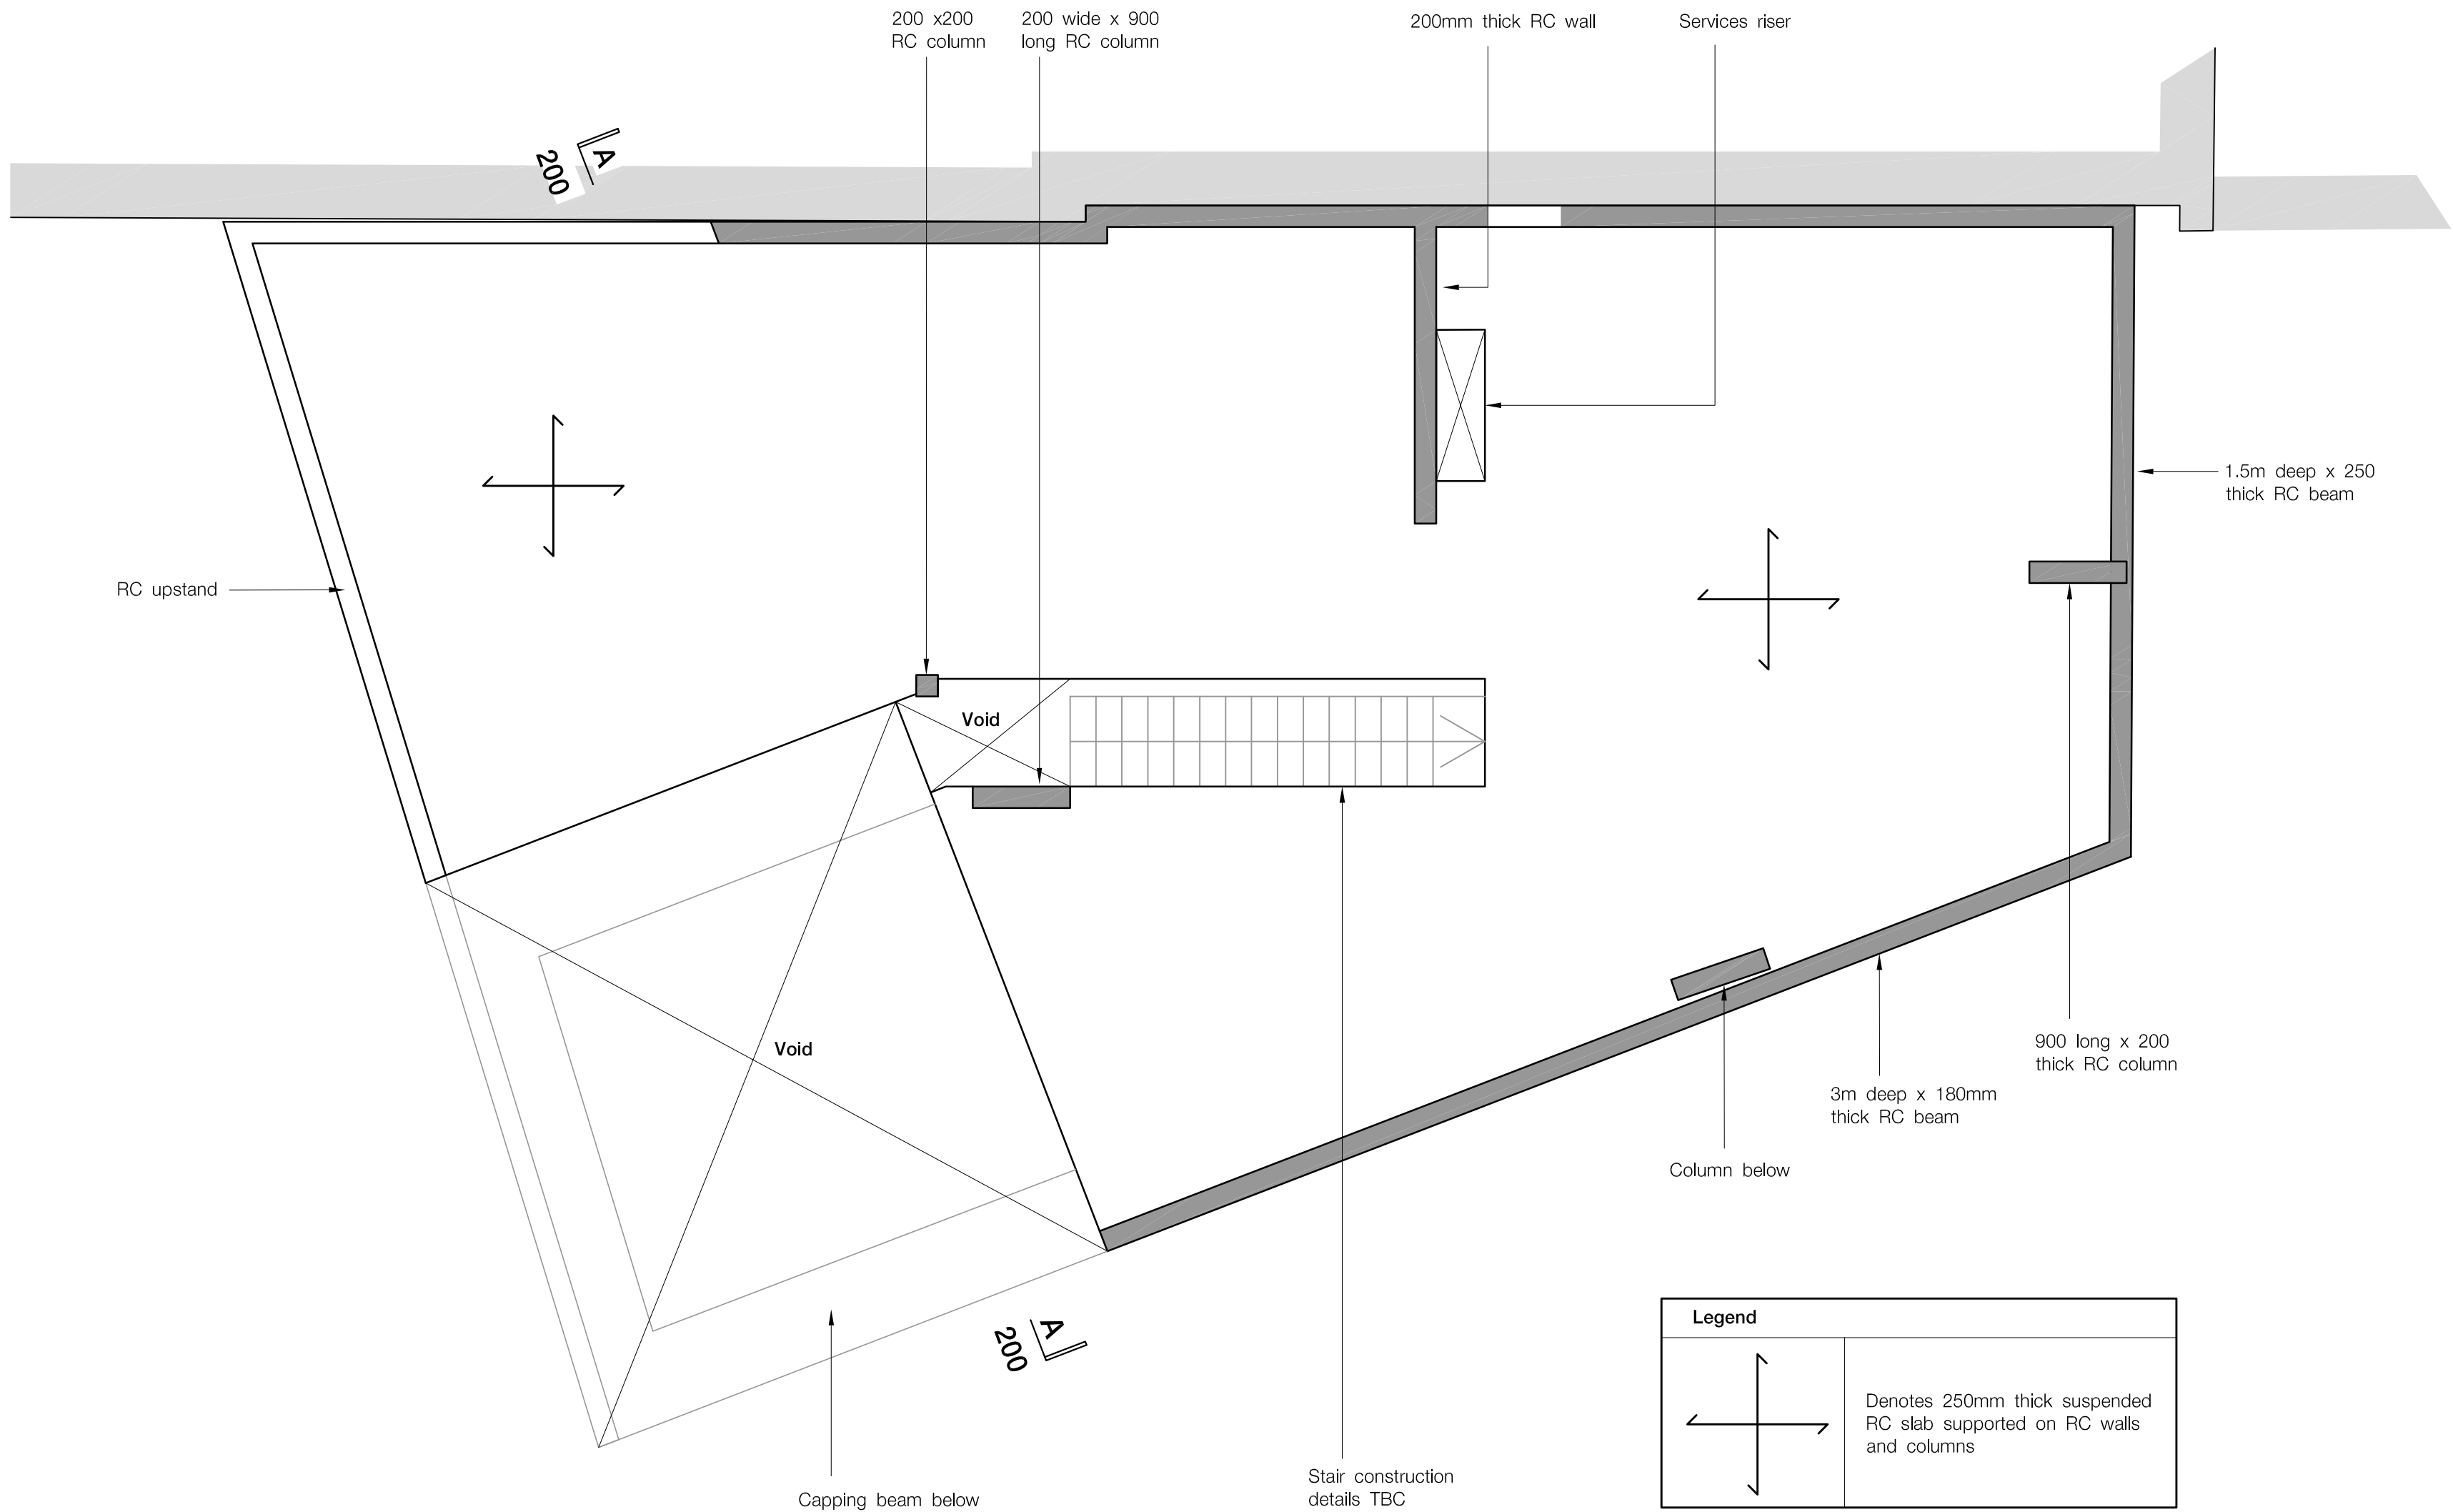 200 x200
RC column
200 wide x 900
long RC column
200mm thick RC wall
Services riser
A
200
1.5m deep x 250
thick RC beam
RC upstand
Void
Void
900 long x 200
thick RC column
3m deep x 180mm
thick RC beam
Column below
A
200
Legend
Denotes 250mm thick suspended
RC slab supported on RC walls
and columns
Stair construction
details TBC
Capping beam below